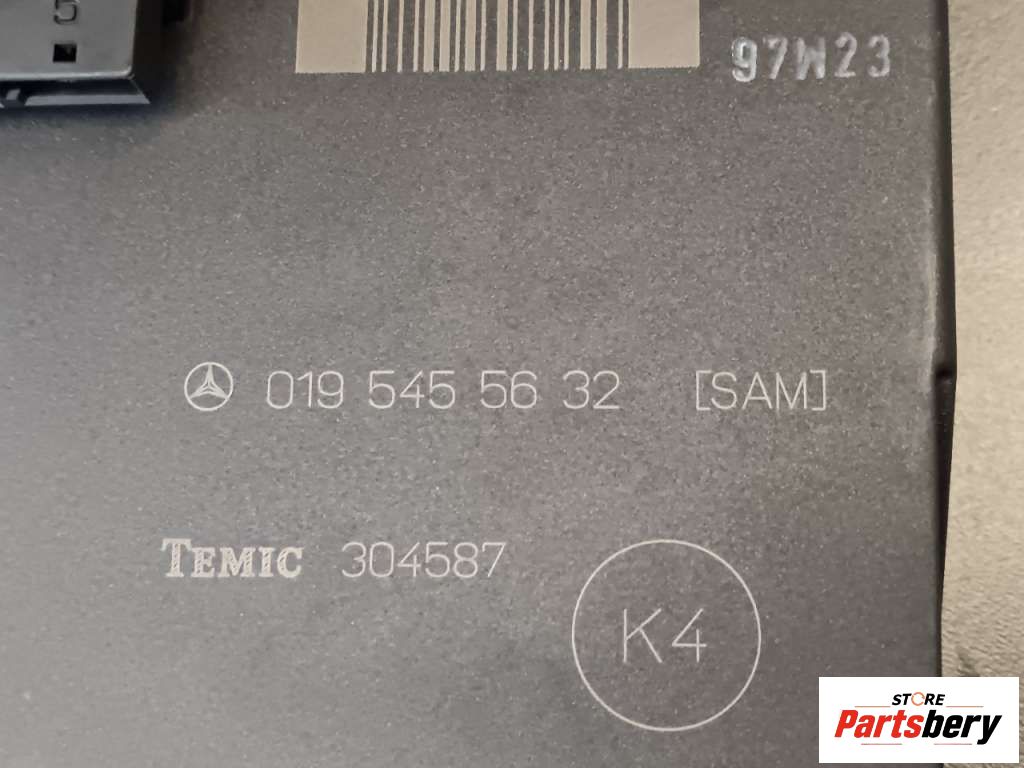 5
97W23
019 545 56 32 [SAM]
TEMIC 304587
K4
STORE
Partsbery